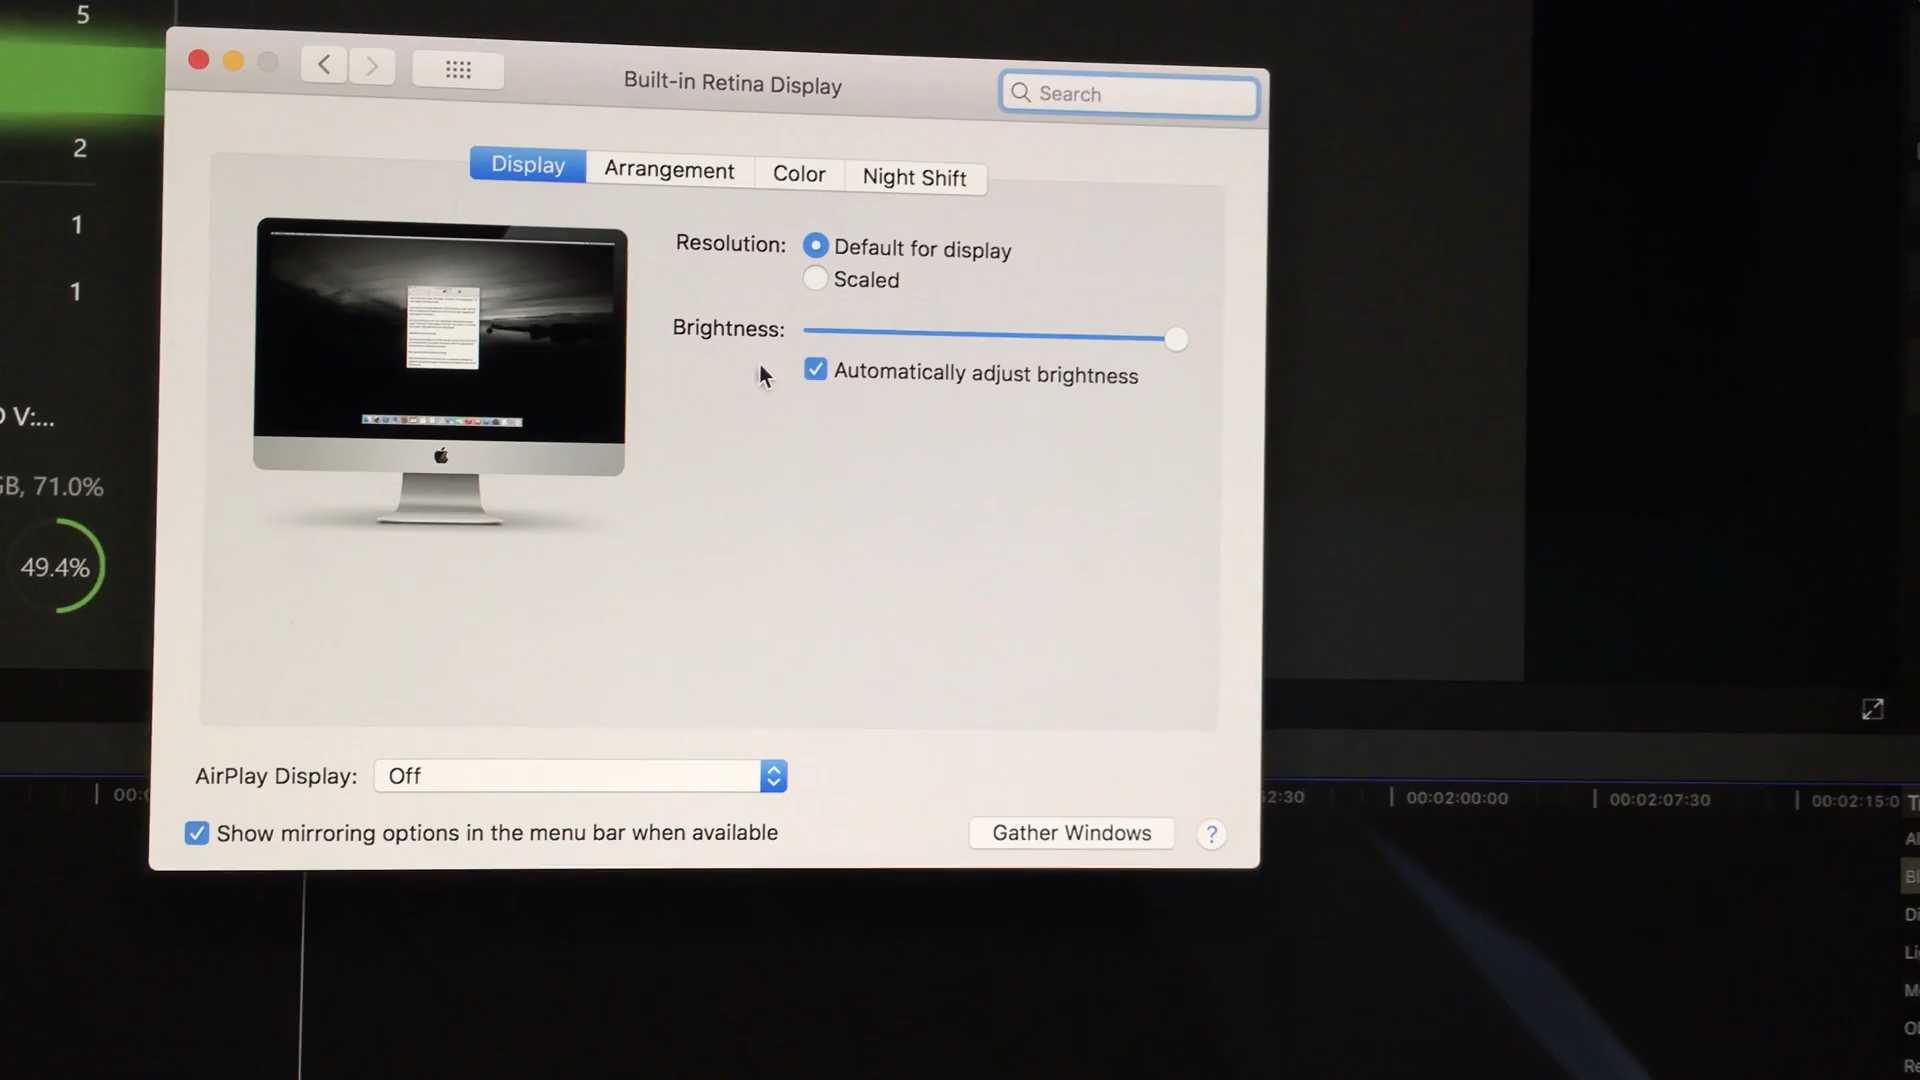 5
2
1
1
V:...
GB, 71.0%
49.4%
Built-in Retina Display
Search
Display
Arrangement
Color
Night Shift
Resolution:
Default for display
Scaled
Brightness:
Automatically adjust brightness
AirPlay Display:
Off
Show mirroring options in the menu bar when available
Gather Windows
?
00:
2:30
00:02:00:00
00:02:07:30
00:02:15:0